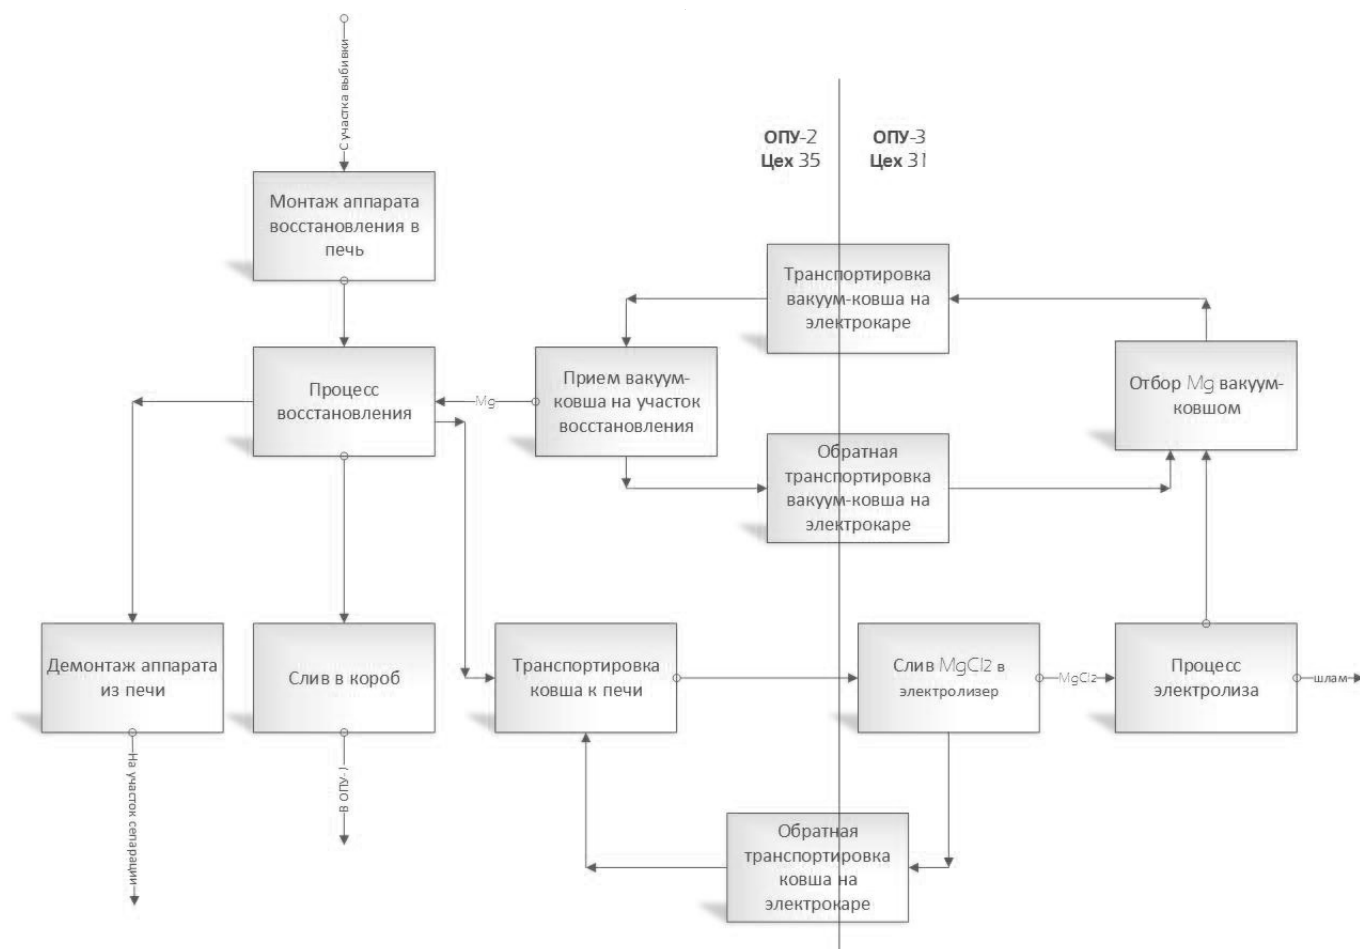 С участка выбивки
ОПУ-2
Цех 35
ОПУ-3
Цех 31
Монтаж аппарата
восстановления в
печь
Транспортировка
вакуум-ковша на
электрокаре
Процесс
восстановления
Mg
Прием вакуум-
ковша на участок
восстановления
Отбор Mg вакуум-
ковшом
Обратная
транспортировка
вакуум-ковша на
электрокаре
Демонтаж аппарата
из печи
Слив в короб
Транспортировка
ковша к печи
Слив MgCl2 в
электролизер
MgCl2
Процесс
электролиза
шлам
На участок сепарации
В ОПУ-1
Обратная
транспортировка
ковша на
электрокаре